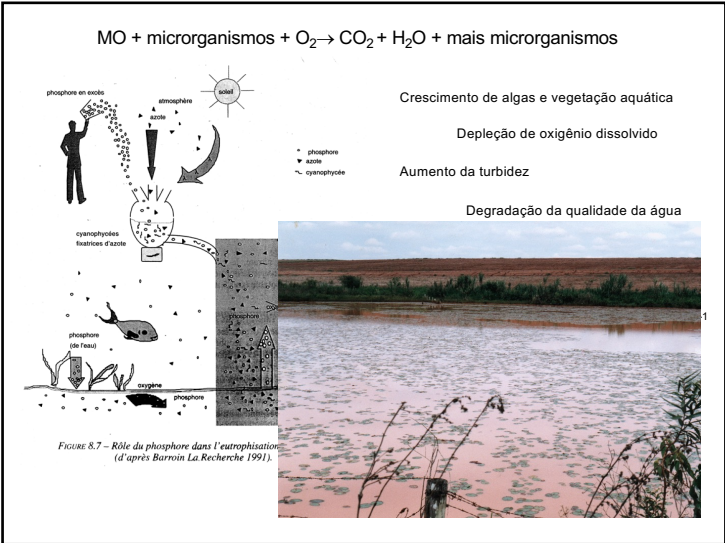 MO + microrganismos + O₂→ CO₂ + H₂O + mais microrganismos
phosphore en excès
atmosphère
azote
soleil
phosphore
azote
cyanophycée
cyanophycées
fixatrices d'azote
Crescimento de algas e vegetação aquática
Depleção de oxigênio dissolvido
Aumento da turbidez
Degradação da qualidade da água
-1
phosphore
phosphore
(de l'eau)
oxygène
phosphore
FIGURE 8.7 – Rôle du phosphore dans l'eutrophisation
(d'après Barroin La Recherche 1991).